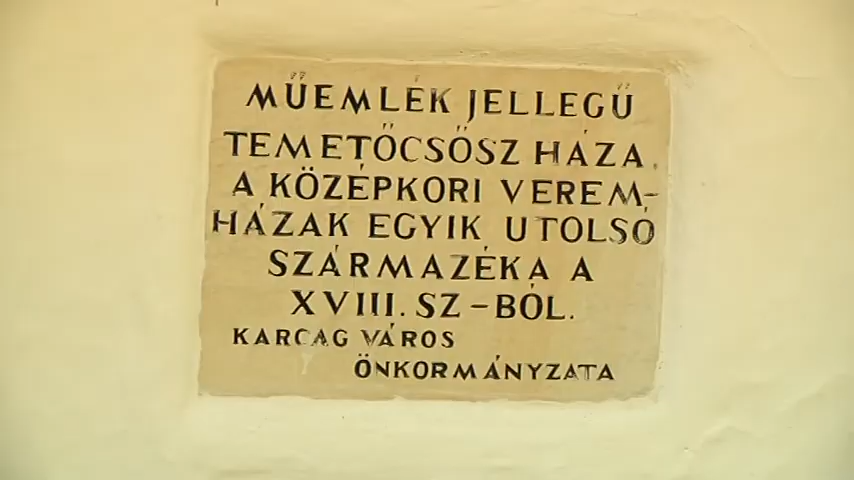 MŰEMLÉK JELLEGŰ
TEMETŐCSŐSZ HÁZA.
A KÖZÉPKORI VEREM-
HÁZAK EGYIK UTOLSÓ
SZÁRMAZÉKA A
XVIII. SZ-BÓL.
KARCAG VÁROS
ÖNKORMÁNYZATA